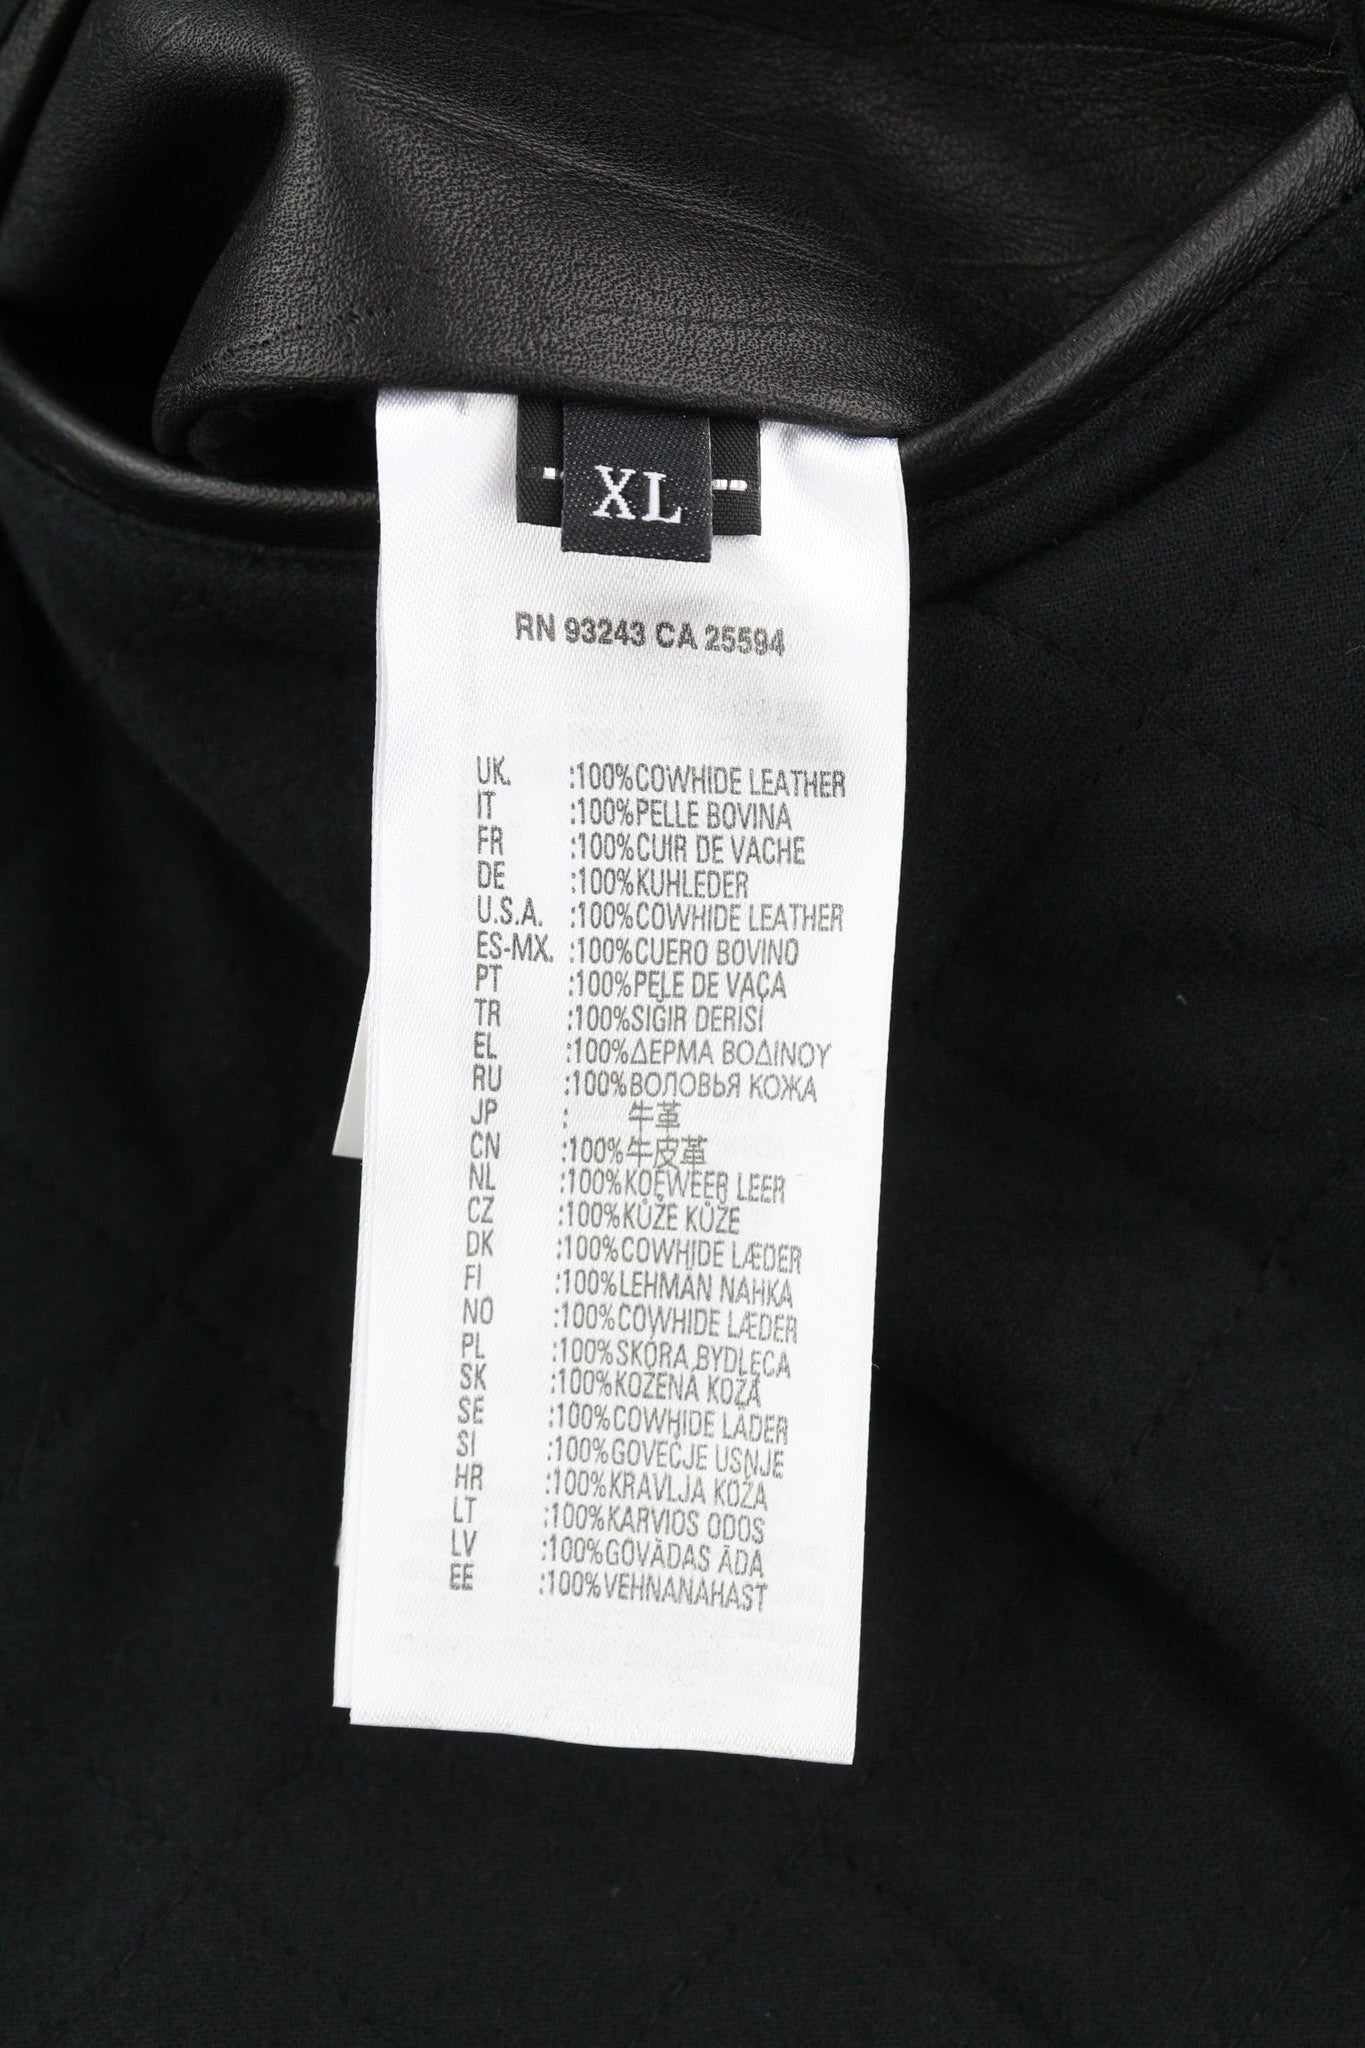 XL
RN 93243 CA 25594
UK. :100%COWHIDE LEATHER
IT :100%PELLE BOVINA
FR :100%CUIR DE VACHE
DE :100%KUHLEDER
U.S.A. :100%COWHIDE LEATHER
ES-MX. :100%CUERO BOVINO
PT :100%PELE DE VACA
TR :100%SIĞIR DERİSİ
EL :100%ΔΕΡΜΑ ΒΟΔΙΝΟΥ
RU :100%ВОЛОВЬЯ КОЖА
JP : 牛革
CN :100%牛皮革
NL :100%KOEWEER LEER
CZ :100%KŮŽE KŮŽE
DK :100%COWHIDE LÆDER
FI :100%LEHMÄN NAHKA
NO :100%COWHIDE LÆDER
PL :100%SKÓRA BYDLĘCA
SK :100%KOŽENÁ KOŽA
SE :100%COWHIDE LÄDER
SI :100%GOVEČJE USNJE
HR :100%KRAVLJA KOŽA
LT :100%KARVIOS ODOS
LV :100%GOVĀDAS ĀDA
EE :100%VEHNANAHAST